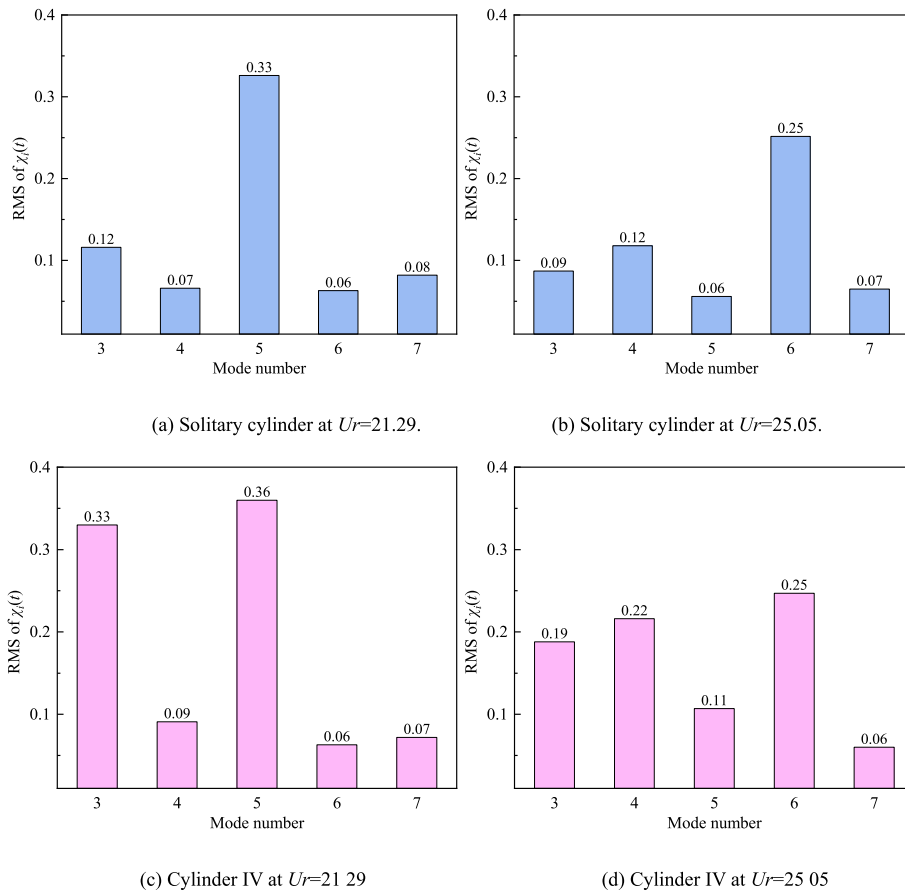 0.4
0.3
0.2
0.1
RMS of χi(t)
0.12
0.07
0.33
0.06
0.08
3 4 5 6 7
Mode number
(a) Solitary cylinder at Ur=21.29.
0.4
0.3
0.2
0.1
RMS of χi(t)
0.09
0.12
0.06
0.25
0.07
3 4 5 6 7
Mode number
(b) Solitary cylinder at Ur=25.05.
0.4
0.3
0.2
0.1
RMS of χi(t)
0.33
0.09
0.36
0.06
0.07
3 4 5 6 7
Mode number
(c) Cylinder IV at Ur=21 29
0.4
0.3
0.2
0.1
RMS of χi(t)
0.19
0.22
0.11
0.25
0.06
3 4 5 6 7
Mode number
(d) Cylinder IV at Ur=25 05